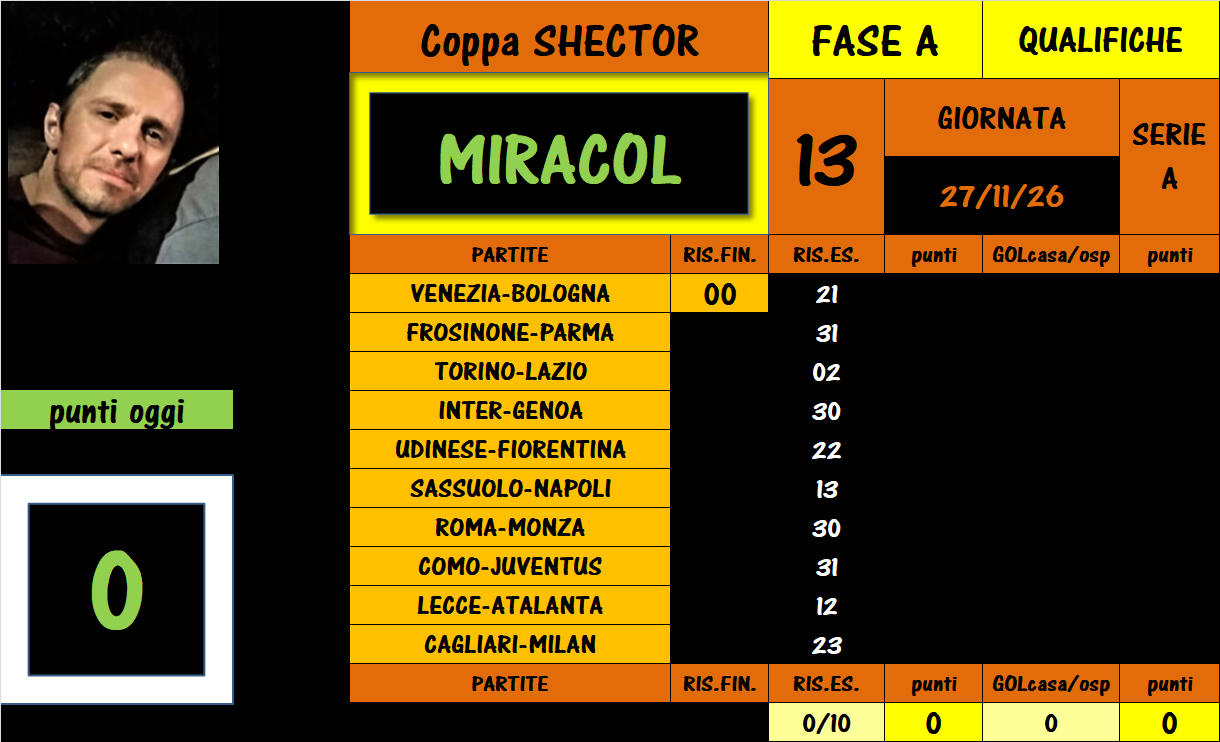 Coppa SHECTOR FASE A QUALIFICHE
MIRACOL 13 GIORNATA SERIE A
27/11/26
PARTITE RIS.FIN. RIS.ES. punti GOLcasa/osp punti
VENEZIA-BOLOGNA 00 21
FROSINONE-PARMA 31
TORINO-LAZIO 02
INTER-GENOA 30
punti oggi
UDINESE-FIORENTINA 22
SASSUOLO-NAPOLI 13
ROMA-MONZA 30
COMO-JUVENTUS 31
0
LECCE-ATALANTA 12
CAGLIARI-MILAN 23
PARTITE RIS.FIN. RIS.ES. punti GOLcasa/osp punti
0/10 0 0 0